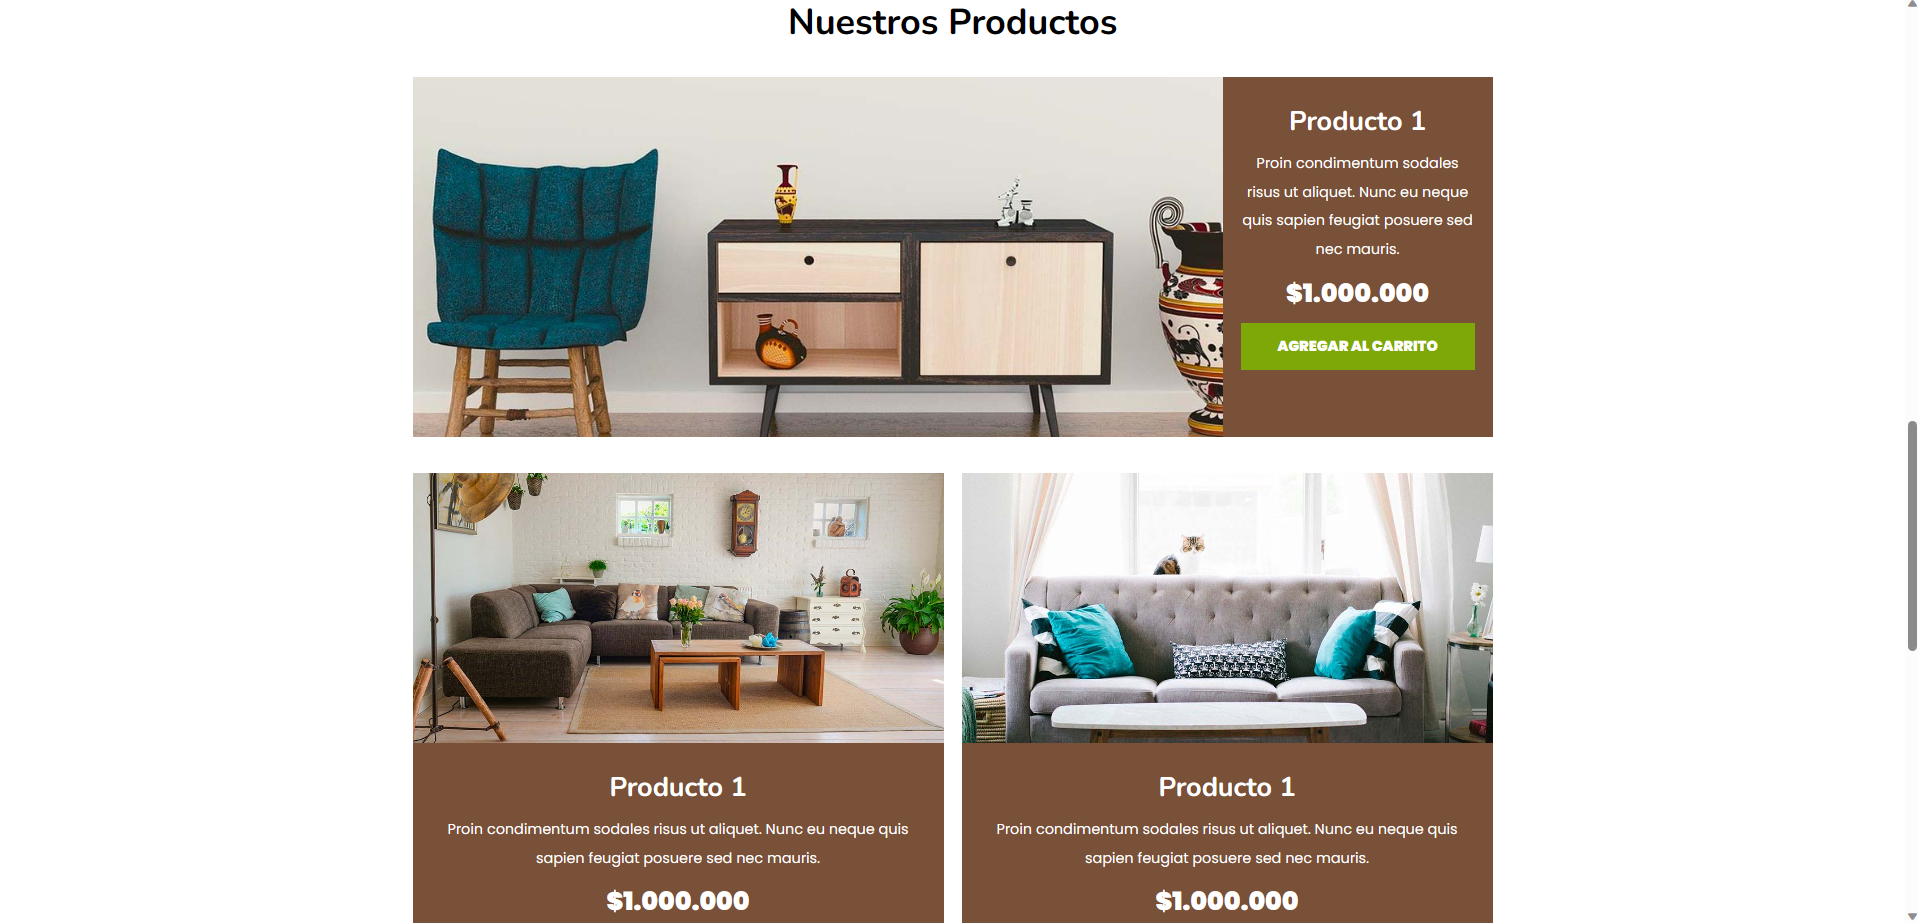 Nuestros Productos
Producto 1
Proin condimentum sodales
risus ut aliquet. Nunc eu neque
quis sapien feugiat posuere sed
nec mauris.
$1.000.000
AGREGAR AL CARRITO
Producto 1
Proin condimentum sodales risus ut aliquet. Nunc eu neque quis
sapien feugiat posuere sed nec mauris.
$1.000.000
Producto 1
Proin condimentum sodales risus ut aliquet. Nunc eu neque quis
sapien feugiat posuere sed nec mauris.
$1.000.000